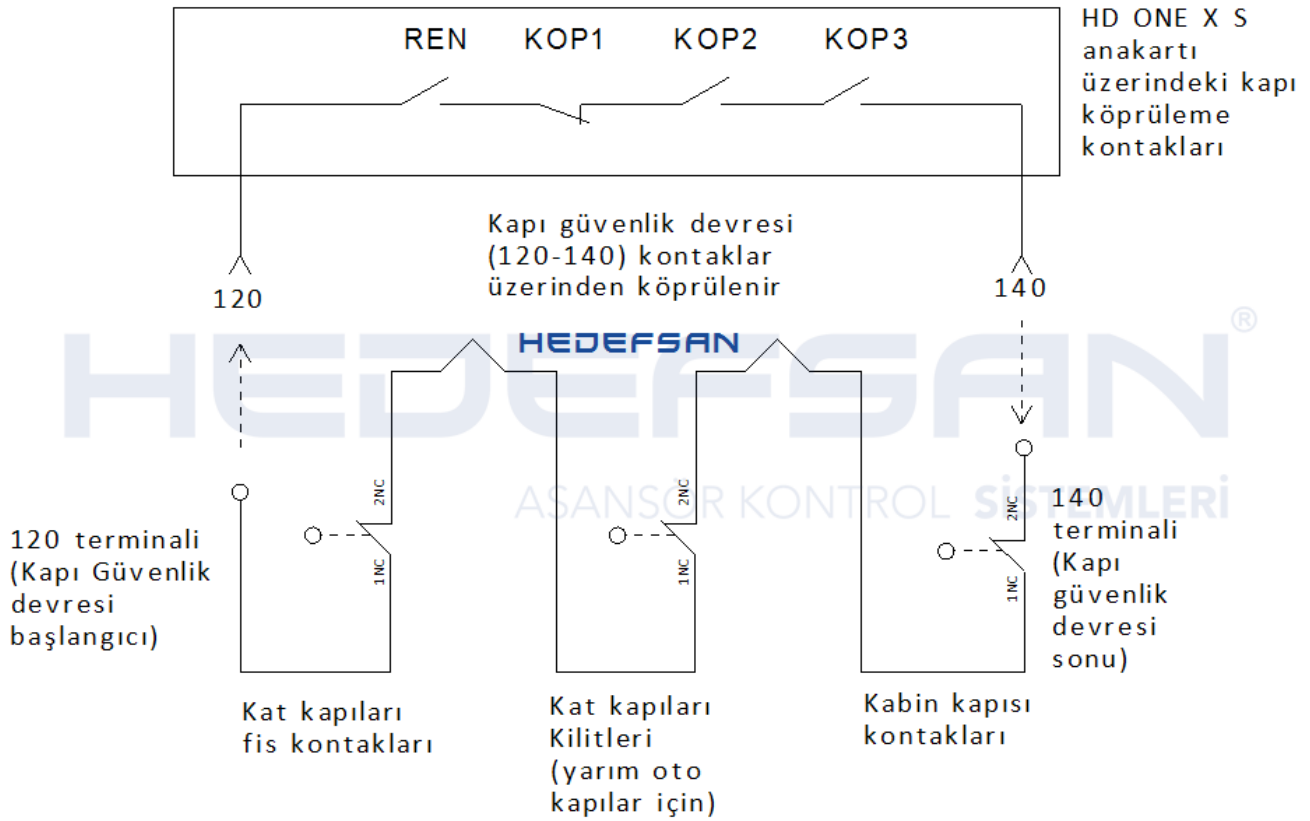 REN KOP1 KOP2 KOP3
HD ONE X S
anakartı
üzerindeki kapı
köprüleme
kontakları
Kapı güvenlik devresi
(120-140) kontaklar
üzerinden köprülenir
120
140
HEDEFSAN
HEDEFSAN®
ASANSÖR KONTROL SİSTEMLERİ
2NC
2NC
2NC
1NC
1NC
1NC
120 terminali
(Kapı Güvenlik
devresi
başlangıcı)
140
terminali
(Kapı
güvenlik
devresi
sonu)
Kat kapıları
fis kontakları
Kat kapıları
Kilitleri
(yarım oto
kapılar için)
Kabin kapısı
kontakları